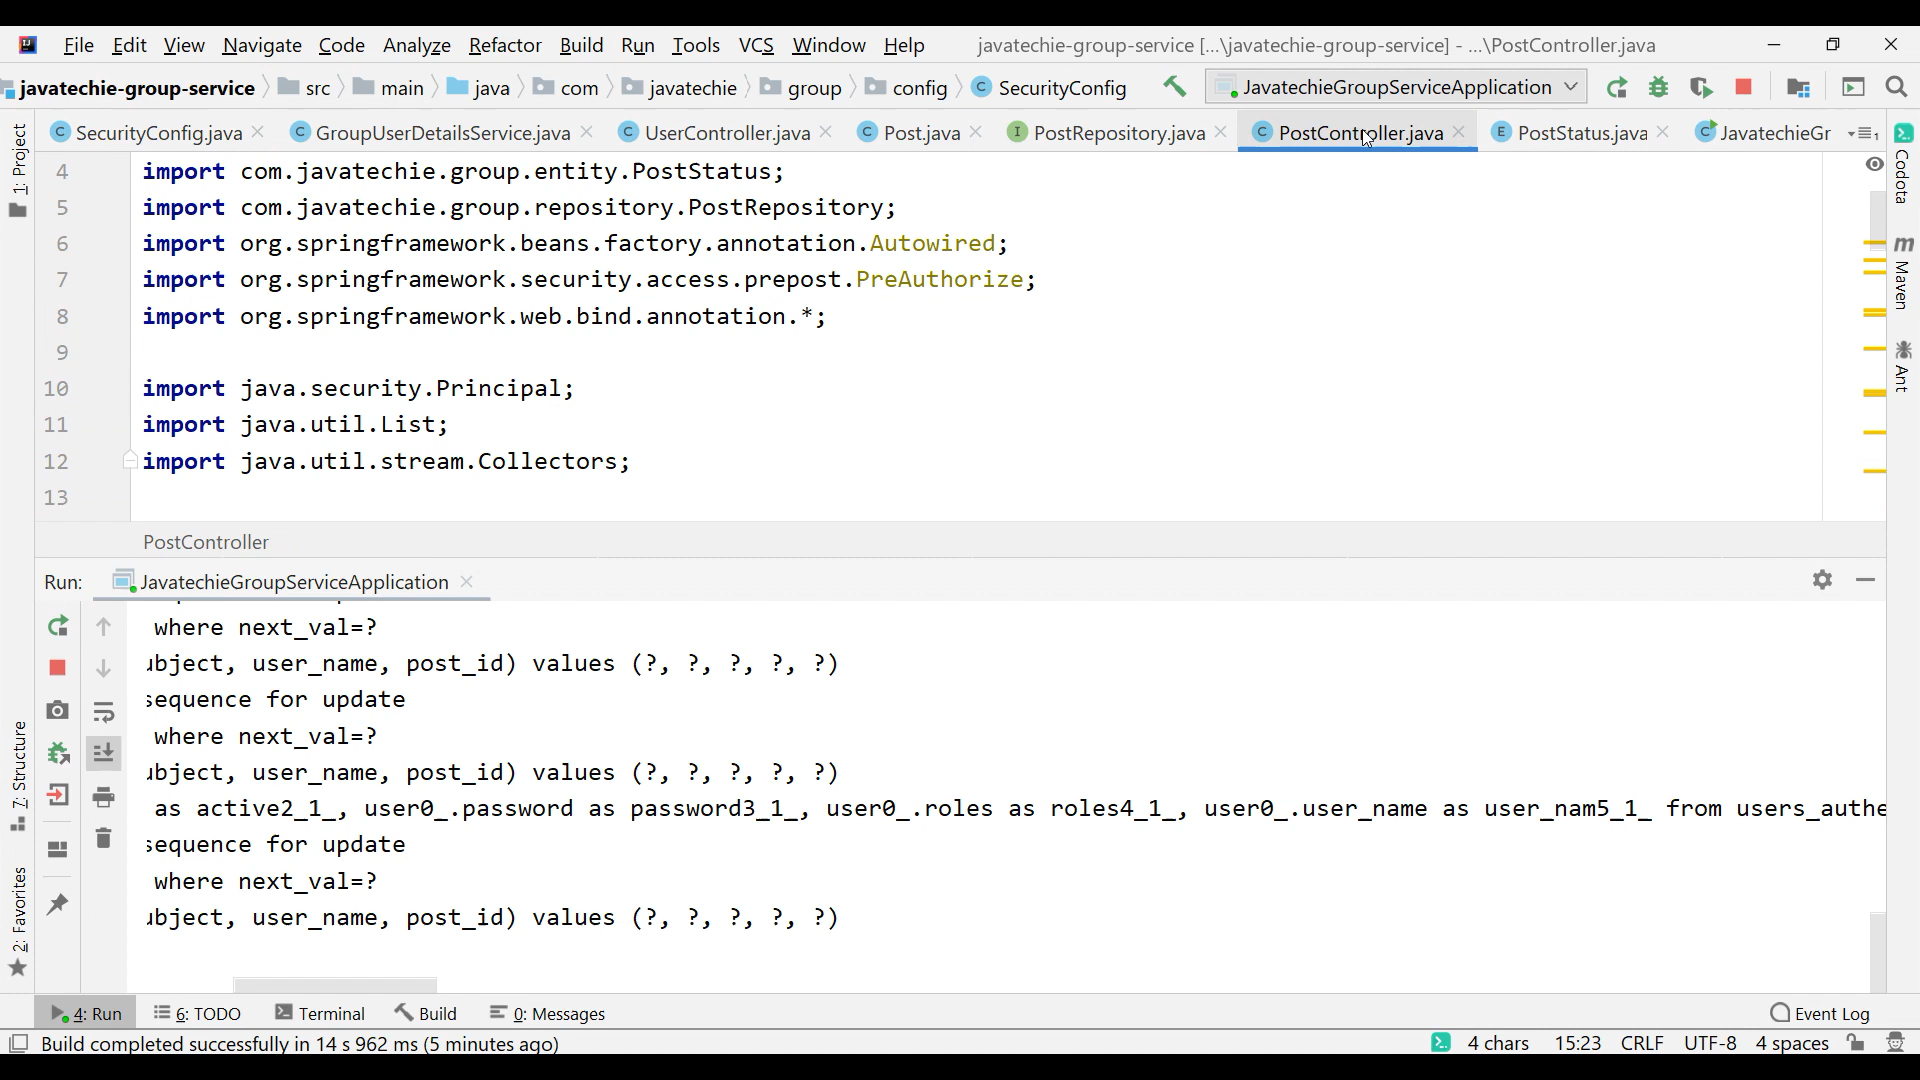 File Edit View Navigate Code Analyze Refactor Build Run Tools VCS Window Help javatechie-group-service [...\javatechie-group-service] - ...\PostController.java
javatechie-group-service src main java com javatechie group config SecurityConfig JavatechieGroupServiceApplication
SecurityConfig.java GroupUserDetailsService.java UserController.java Post.java PostRepository.java PostController.java PostStatus.java JavatechieGr
1: Project
7: Structure
2: Favorites
4 import com.javatechie.group.entity.PostStatus;
5 import com.javatechie.group.repository.PostRepository;
6 import org.springframework.beans.factory.annotation.Autowired;
7 import org.springframework.security.access.prepost.PreAuthorize;
8 import org.springframework.web.bind.annotation.*;
9
10 import java.security.Principal;
11 import java.util.List;
12 import java.util.stream.Collectors;
13
PostController
Codota
Maven
Ant
Run: JavatechieGroupServiceApplication
where next_val=?
ubject, user_name, post_id) values (?, ?, ?, ?, ?)
sequence for update
where next_val=?
ubject, user_name, post_id) values (?, ?, ?, ?, ?)
as active2_1_, user0_.password as password3_1_, user0_.roles as roles4_1_, user0_.user_name as user_nam5_1_ from users_authe
sequence for update
where next_val=?
ubject, user_name, post_id) values (?, ?, ?, ?, ?)
4: Run 6: TODO Terminal Build 0: Messages Event Log
Build completed successfully in 14 s 962 ms (5 minutes ago) 4 chars 15:23 CRLF UTF-8 4 spaces